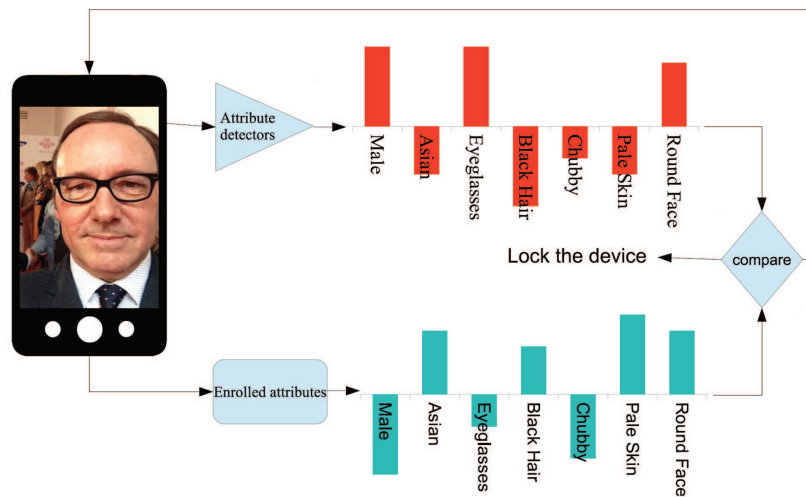 Attribute
detectors
Male
Asian
Eyeglasses
Black Hair
Chubby
Pale Skin
Round Face
Lock the device
compare
Enrolled attributes
Male
Asian
Eyeglasses
Black Hair
Chubby
Pale Skin
Round Face